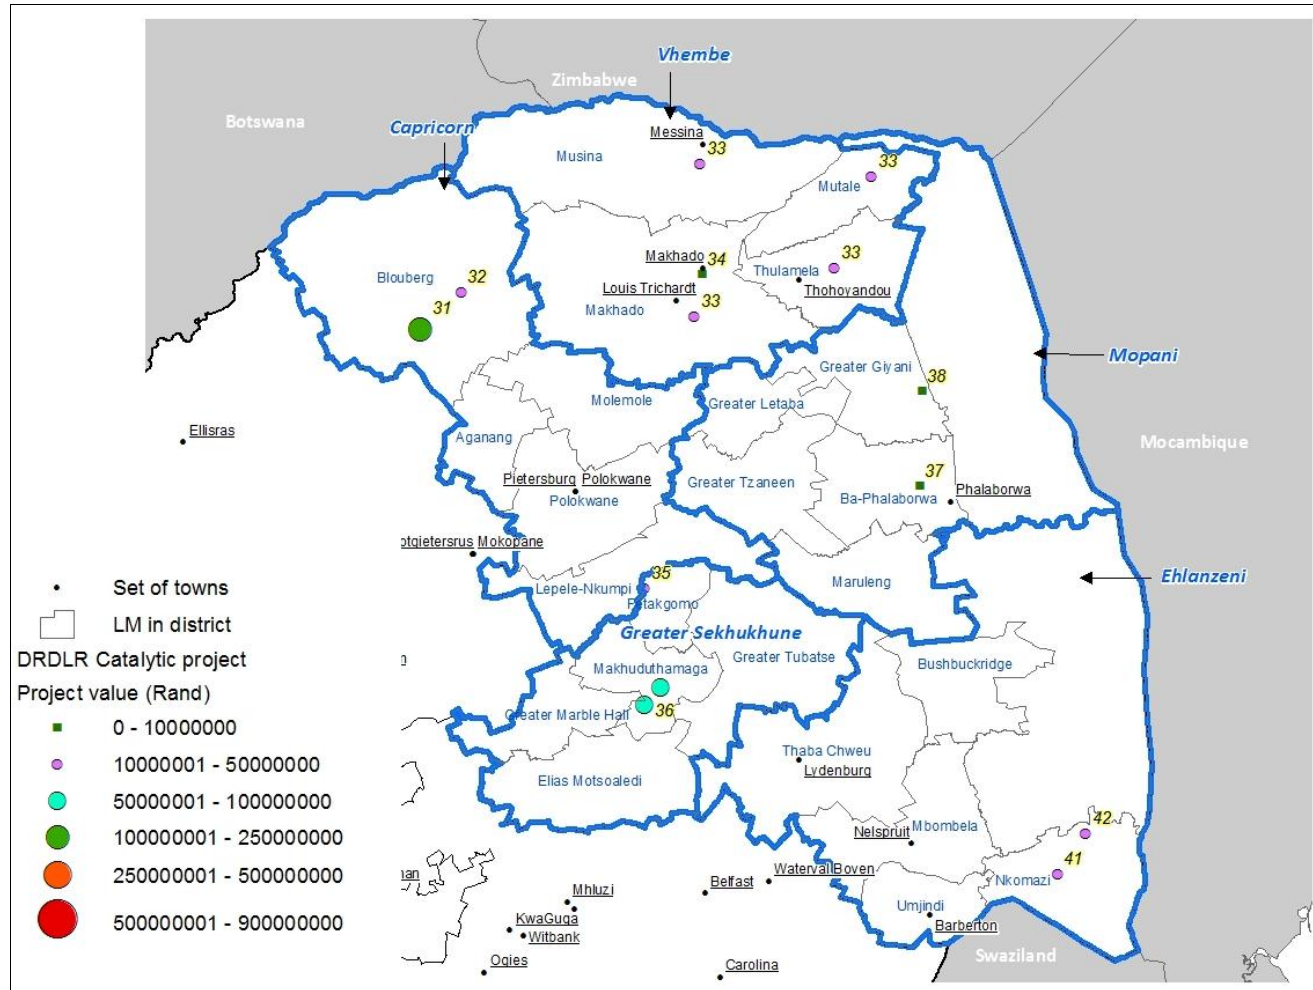 Vhembe
Zimbabwe
Botswana
Capricorn
Messina
33
Musina
33
Mutale
Makhado
34
33
Thulamela
Blouberg
32
Louis Trichardt
Thohoyandou
31
Makhado
33
Mopani
Greater Giyani
38
Molemole
Greater Letaba
Ellisras
Aganang
Mocambique
Pietersburg Polokwane
Greater Tzaneen
37
Polokwane
Ba-Phalaborwa
Phalaborwa
otgietersrus Mokopane
35
Lepele-Nkumpi
Maruleng
Ehlanzeni
Fetakgomo
Greater Sekhukhune
Makhuduthamaga
Greater Tubatse
Bushbuckridge
Greater Marble Hall
36
Thaba Chweu
Elias Motsoaledi
Lydenburg
42
Nelspruit
Mbombela
41
Waterval Boven
Belfast
Nkomazi
Mhluzi
Umjindi
KwaGuqa
Barberton
Witbank
Swaziland
Ogies
Carolina
Set of towns
LM in district
DRDLR Catalytic project
Project value (Rand)
0 - 10000000
10000001 - 50000000
50000001 - 100000000
100000001 - 250000000
250000001 - 500000000
500000001 - 900000000